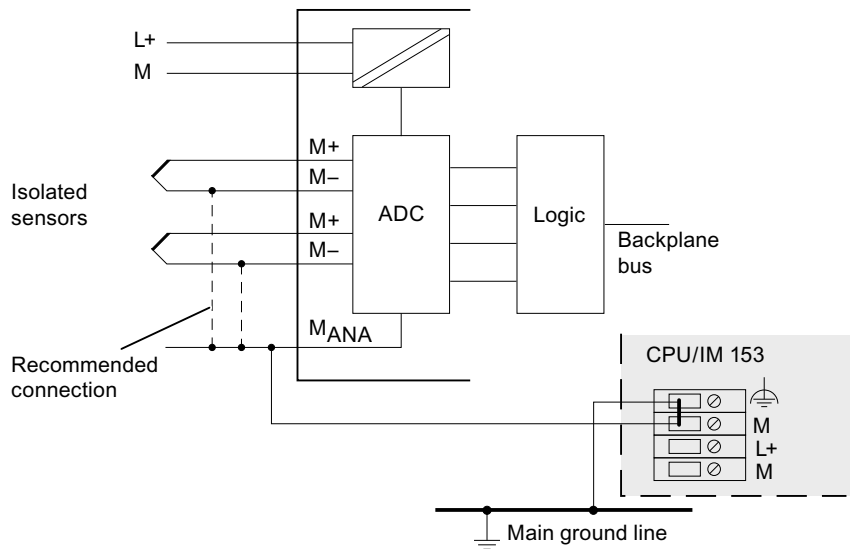 L+
M
M+
M–
Isolated
sensors
M+
M–
ADC
Logic
Backplane
bus
MANA
Recommended
connection
CPU/IM 153
M
L+
M
Main ground line